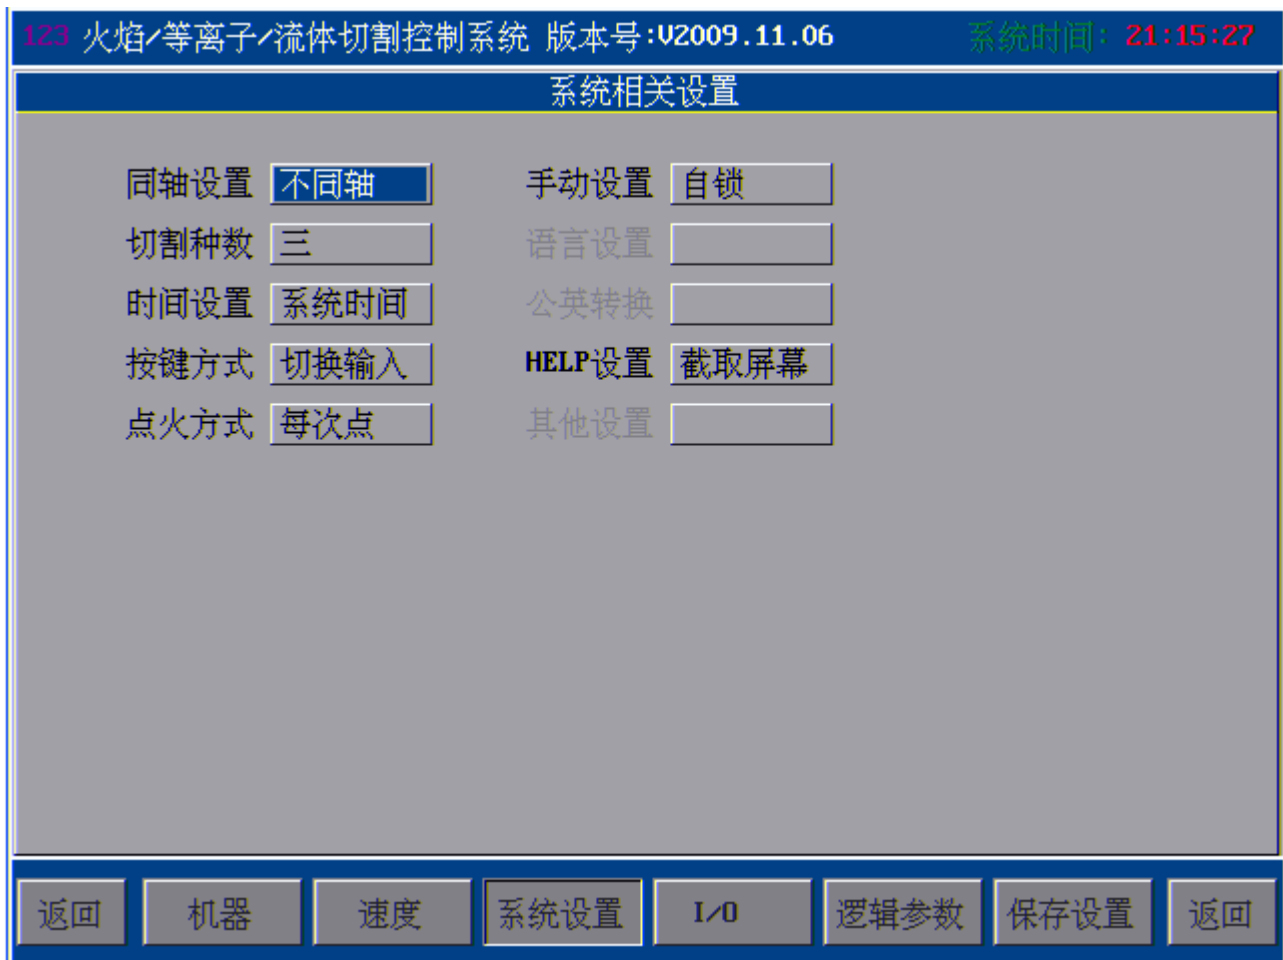 123 火焰/等离子/流体切割控制系统 版本号:V2009.11.06 系统时间: 21:15:27
系统相关设置
同轴设置 不同轴 手动设置 自锁
切割种数 三 语言设置
时间设置 系统时间 公英转换
按键方式 切换输入 HELP设置 截取屏幕
点火方式 每次点 其他设置
返回 机器 速度 系统设置 I/O 逻辑参数 保存设置 返回